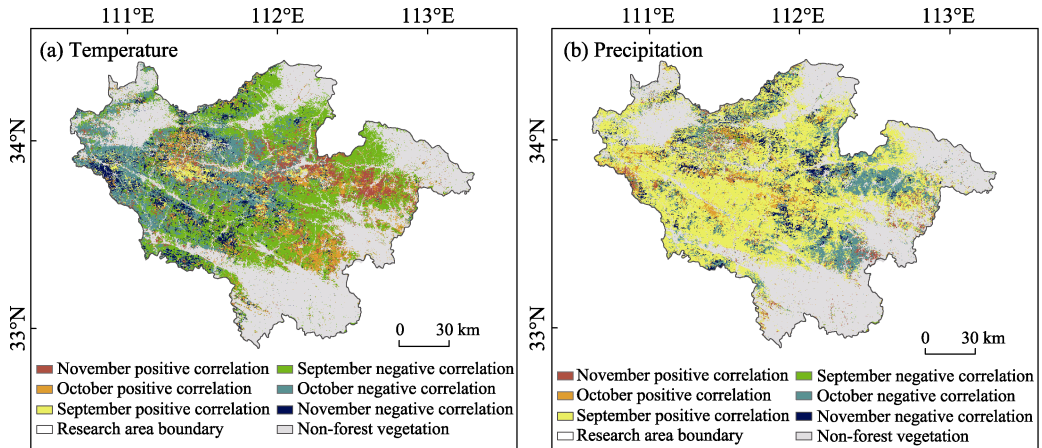 111°E 112°E 113°E 111°E 112°E 113°E
(a) Temperature
(b) Precipitation
34°N
34°N
33°N
33°N
0 30 km
0 30 km
November positive correlation
September negative correlation
October positive correlation
October negative correlation
September positive correlation
November negative correlation
Research area boundary
Non-forest vegetation
November positive correlation
September negative correlation
October positive correlation
October negative correlation
September positive correlation
November negative correlation
Research area boundary
Non-forest vegetation